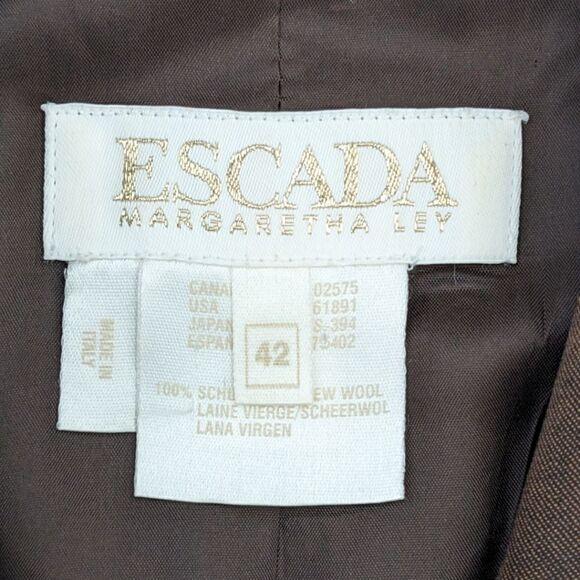 ESCADA
MARGARETHA LEY
MADE IN
ITALY
CANA 02575
USA 61891
JAPAN S-394
ESPAN 73402
42
100% SCH EW WOOL
LAINE VIERGE/SCHEERWOL
LANA VIRGEN